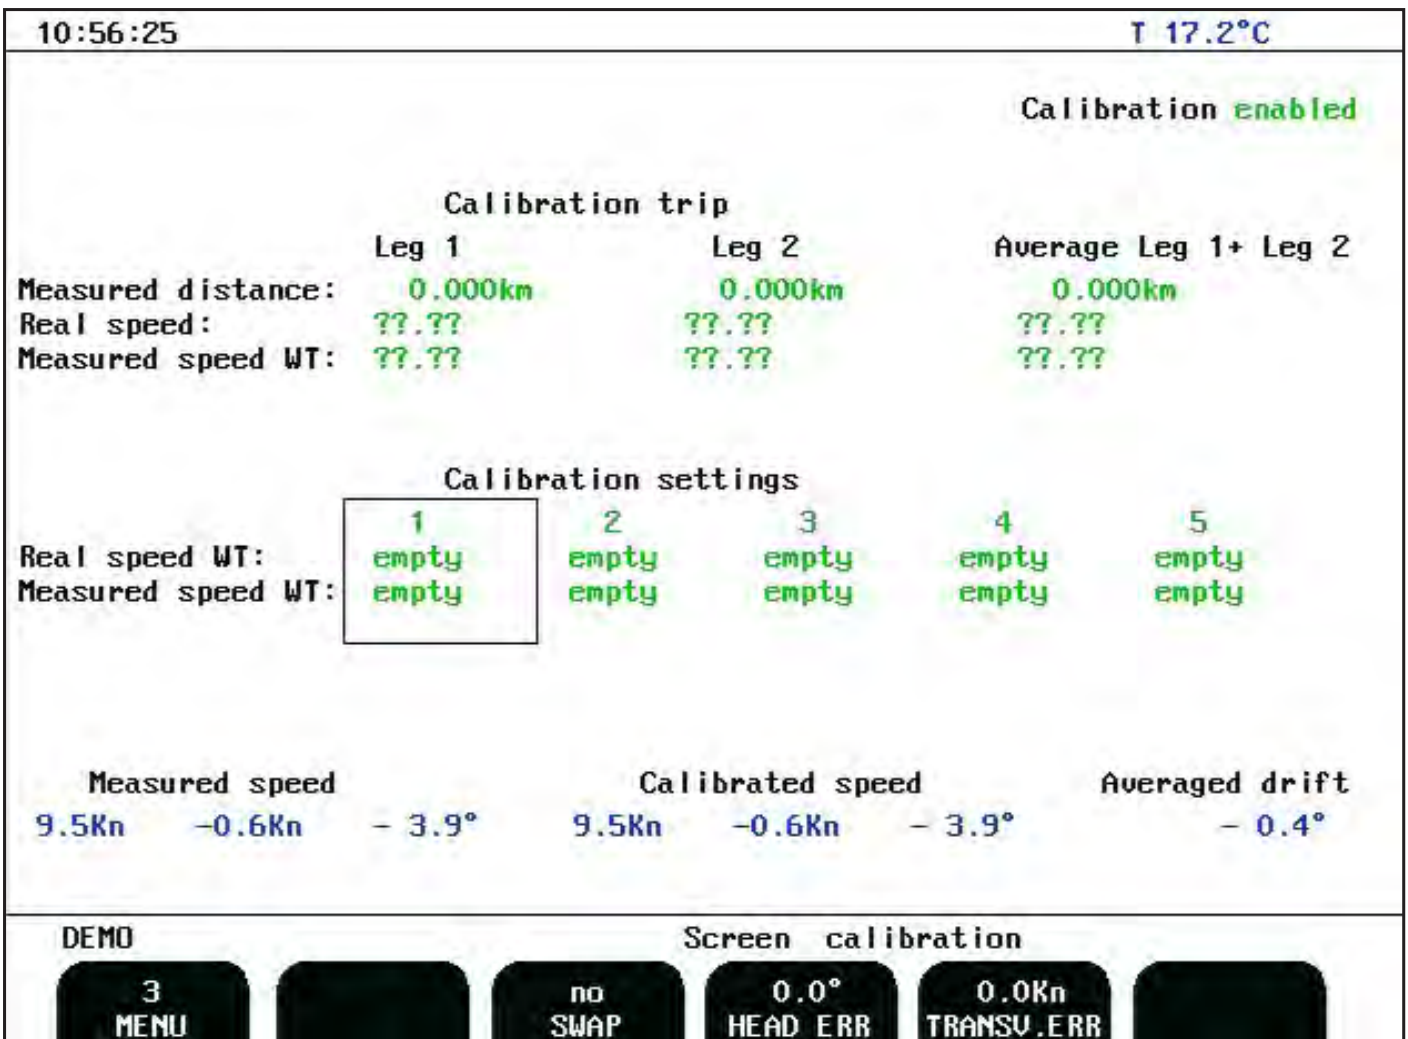 10:56:25 T 17.2°C
Calibration enabled
Calibration trip
Leg 1 Leg 2 Average Leg 1+ Leg 2
Measured distance: 0.000km 0.000km 0.000km
Real speed: ??.?? ??.?? ??.??
Measured speed WT: ??.?? ??.?? ??.??
Calibration settings
1 2 3 4 5
Real speed WT: empty empty empty empty empty
Measured speed WT: empty empty empty empty empty
Measured speed Calibrated speed Averaged drift
9.5Kn -0.6Kn - 3.9° 9.5Kn -0.6Kn - 3.9° - 0.4°
DEMO Screen calibration
3 no 0.0° 0.0Kn
MENU SWAP HEAD ERR TRANSV.ERR